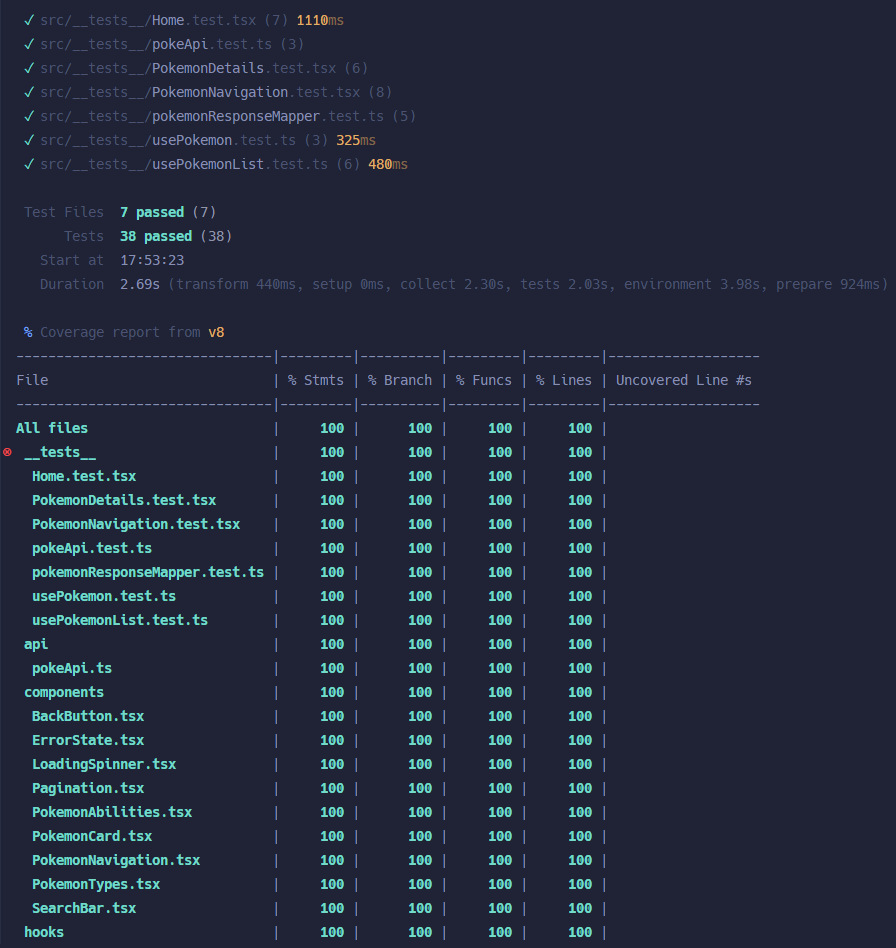 ✓ src/__tests__/Home.test.tsx (7) 1110ms
✓ src/__tests__/pokeApi.test.ts (3)
✓ src/__tests__/PokemonDetails.test.tsx (6)
✓ src/__tests__/PokemonNavigation.test.tsx (8)
✓ src/__tests__/pokemonResponseMapper.test.ts (5)
✓ src/__tests__/usePokemon.test.ts (3) 325ms
✓ src/__tests__/usePokemonList.test.ts (6) 480ms
Test Files 7 passed (7)
Tests 38 passed (38)
Start at 17:53:23
Duration 2.69s (transform 440ms, setup 0ms, collect 2.30s, tests 2.03s, environment 3.98s, prepare 924ms)
% Coverage report from v8
--------------------------------|---------|----------|---------|---------|-------------------
File | % Stmts | % Branch | % Funcs | % Lines | Uncovered Line #s
--------------------------------|---------|----------|---------|---------|-------------------
All files | 100 | 100 | 100 | 100 |
__tests__ | 100 | 100 | 100 | 100 |
Home.test.tsx | 100 | 100 | 100 | 100 |
PokemonDetails.test.tsx | 100 | 100 | 100 | 100 |
PokemonNavigation.test.tsx | 100 | 100 | 100 | 100 |
pokeApi.test.ts | 100 | 100 | 100 | 100 |
pokemonResponseMapper.test.ts | 100 | 100 | 100 | 100 |
usePokemon.test.ts | 100 | 100 | 100 | 100 |
usePokemonList.test.ts | 100 | 100 | 100 | 100 |
api | 100 | 100 | 100 | 100 |
pokeApi.ts | 100 | 100 | 100 | 100 |
components | 100 | 100 | 100 | 100 |
BackButton.tsx | 100 | 100 | 100 | 100 |
ErrorState.tsx | 100 | 100 | 100 | 100 |
LoadingSpinner.tsx | 100 | 100 | 100 | 100 |
Pagination.tsx | 100 | 100 | 100 | 100 |
PokemonAbilities.tsx | 100 | 100 | 100 | 100 |
PokemonCard.tsx | 100 | 100 | 100 | 100 |
PokemonNavigation.tsx | 100 | 100 | 100 | 100 |
PokemonTypes.tsx | 100 | 100 | 100 | 100 |
SearchBar.tsx | 100 | 100 | 100 | 100 |
hooks | 100 | 100 | 100 | 100 |